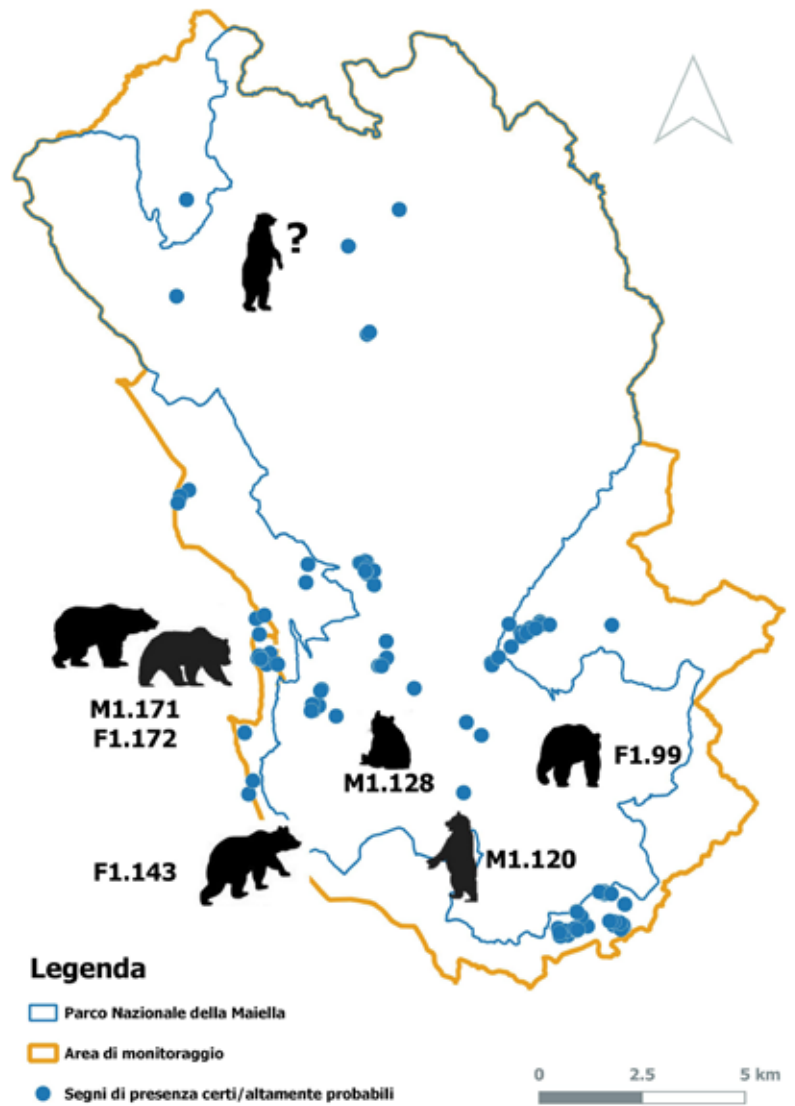 ?
M1.171
F1.172
M1.128
F1.99
F1.143
M1.120
Legenda
Parco Nazionale della Maiella
Area di monitoraggio
Segni di presenza certi/altamente probabili
0 2.5 5 km